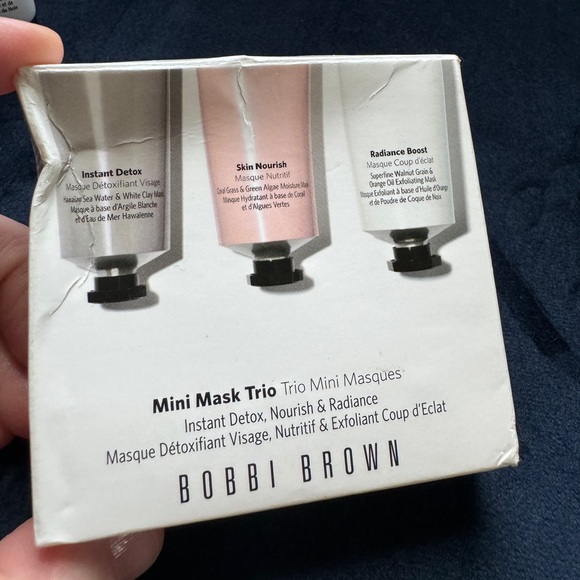 Instant Detox
Masque Détoxifiant Visage
Hawaiian Sea Water & White Clay Mask
Masque à base d'Argile Blanche
et d'Eau de Mer Hawaïenne
Skin Nourish
Masque Nutritif
Coral Grass & Green Algae Moisture Mask
Masque Hydratant à base de Corail
et d'Algues Vertes
Radiance Boost
Masque Coup d'éclat
Superfine Walnut Grain &
Orange Oil Exfoliating Mask
Masque Exfoliant à base d'Huile d'Orange
et de Poudre de Coque de Noix
Mini Mask Trio Trio Mini Masques
Instant Detox, Nourish & Radiance
Masque Détoxifiant Visage, Nutritif & Exfoliant Coup d'Eclat
BOBBI BROWN